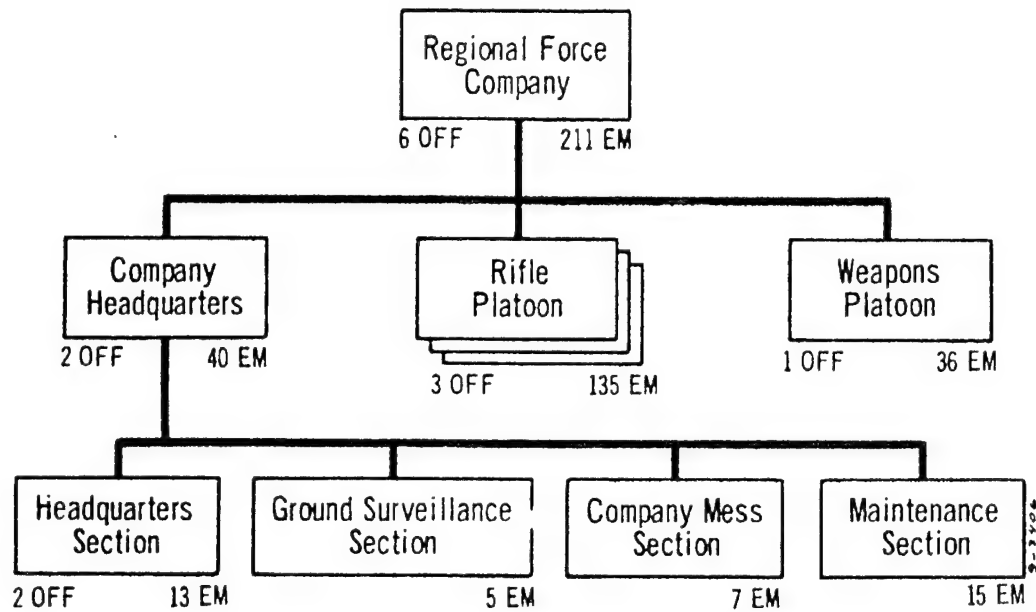 Regional Force
Company
6 OFF 211 EM
Company
Headquarters
2 OFF 40 EM
Rifle
Platoon
3 OFF 135 EM
Weapons
Platoon
1 OFF 36 EM
Headquarters
Section
2 OFF 13 EM
Ground Surveillance
Section
5 EM
Company Mess
Section
7 EM
Maintenance
Section
15 EM